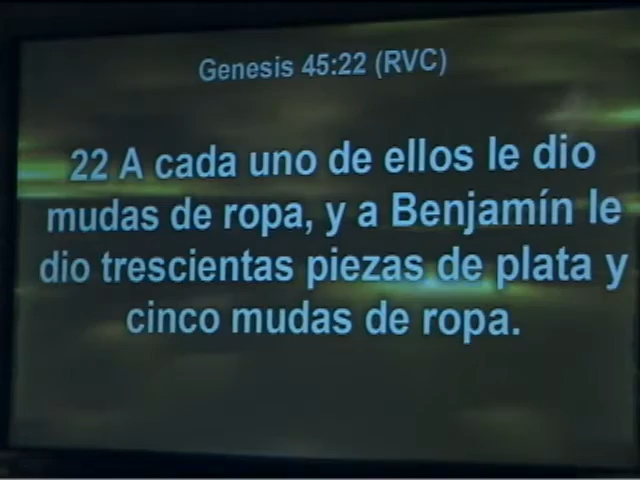 Genesis 45:22 (RVC)
22 A cada uno de ellos le dio
mudas de ropa, y a Benjamín le
dio trescientas piezas de plata y
cinco mudas de ropa.